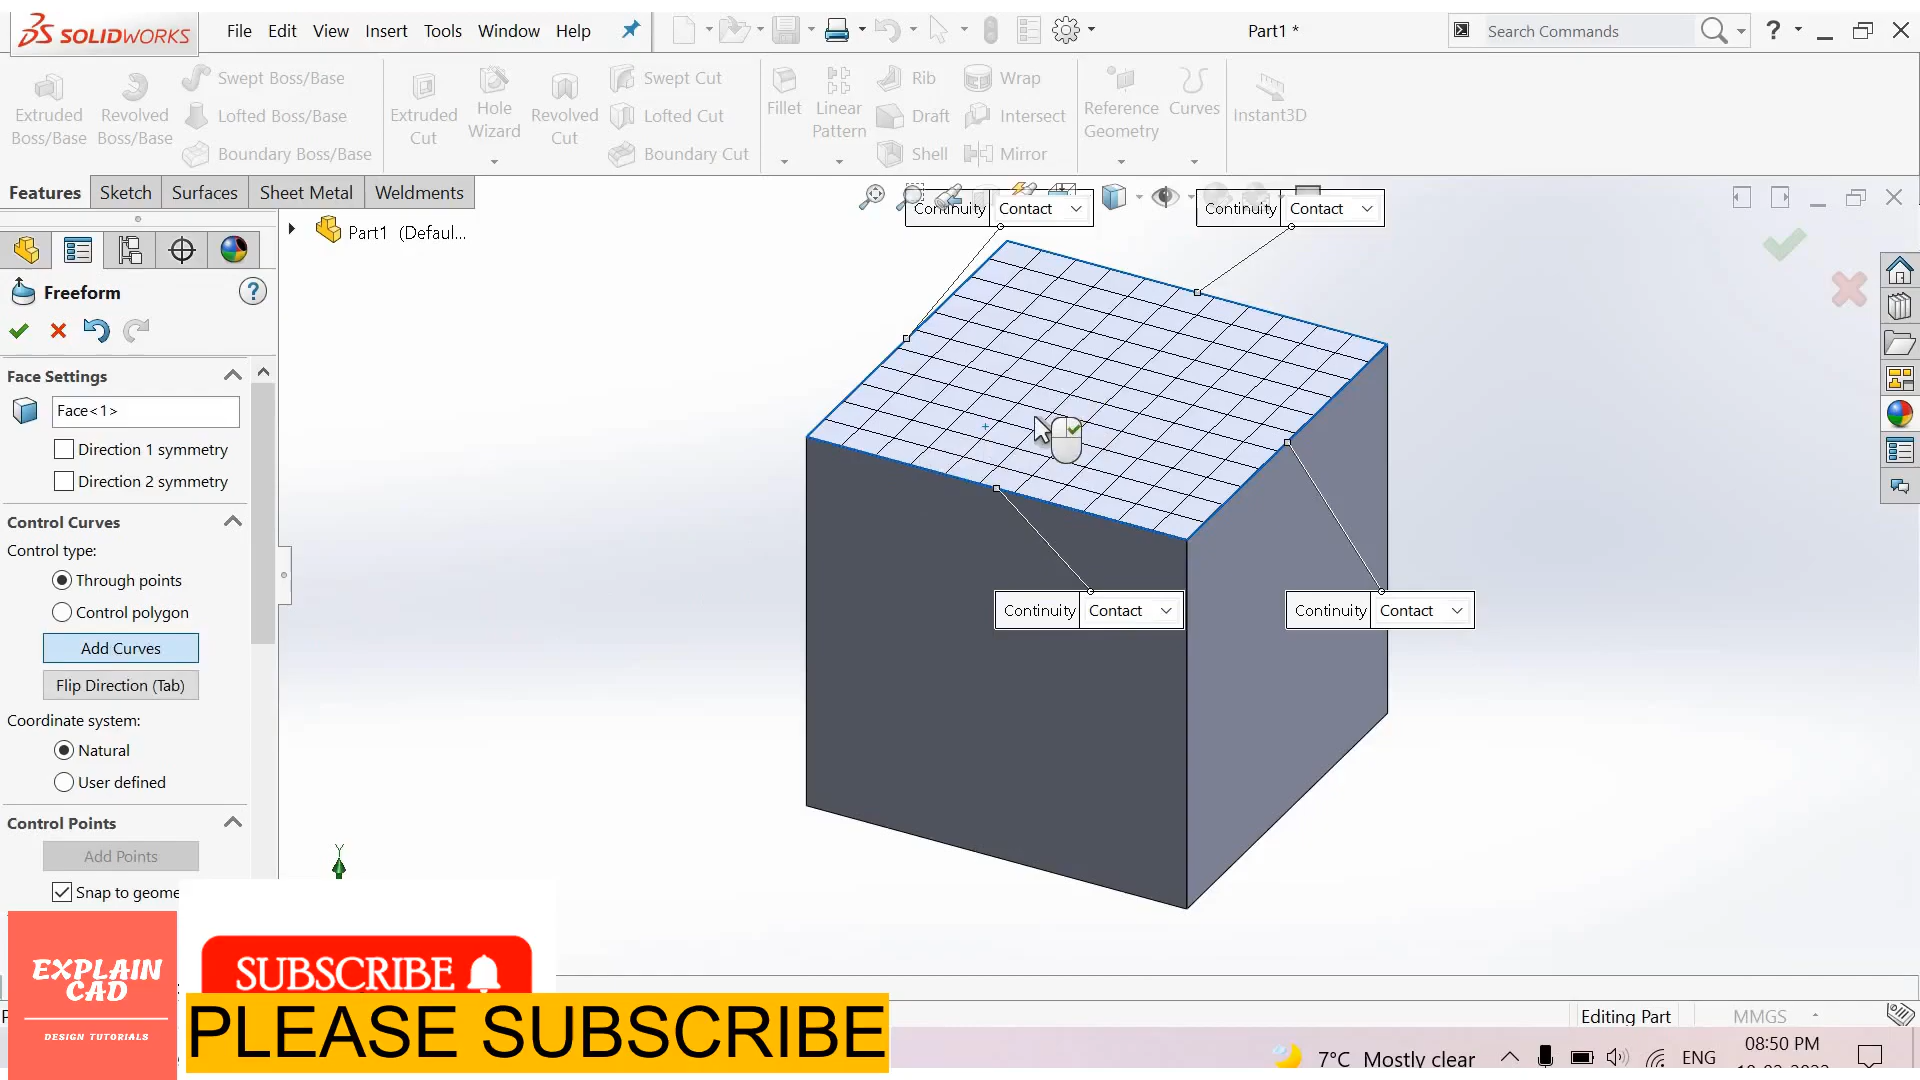 SOLIDWORKS File Edit View Insert Tools Window Help Part1 * Search Commands ?
Extruded Boss/Base
Revolved Boss/Base
Swept Boss/Base
Lofted Boss/Base
Boundary Boss/Base
Extruded Cut
Hole Wizard
Revolved Cut
Swept Cut
Lofted Cut
Boundary Cut
Fillet
Linear Pattern
Rib
Draft
Shell
Wrap
Intersect
Mirror
Reference Geometry
Curves
Instant3D
Features Sketch Surfaces Sheet Metal Weldments
Continuity Contact
Continuity Contact
Part1 (Defaul...
Freeform ?
Face Settings
Face<1>
Direction 1 symmetry
Direction 2 symmetry
Control Curves
Control type:
Through points
Control polygon
Add Curves
Flip Direction (Tab)
Coordinate system:
Natural
User defined
Control Points
Add Points
Snap to geome
Continuity Contact
Continuity Contact
Y
EXPLAIN
CAD
DESIGN TUTORIALS
SUBSCRIBE
PLEASE SUBSCRIBE
Editing Part MMGS
7°C Mostly clear ENG 08:50 PM